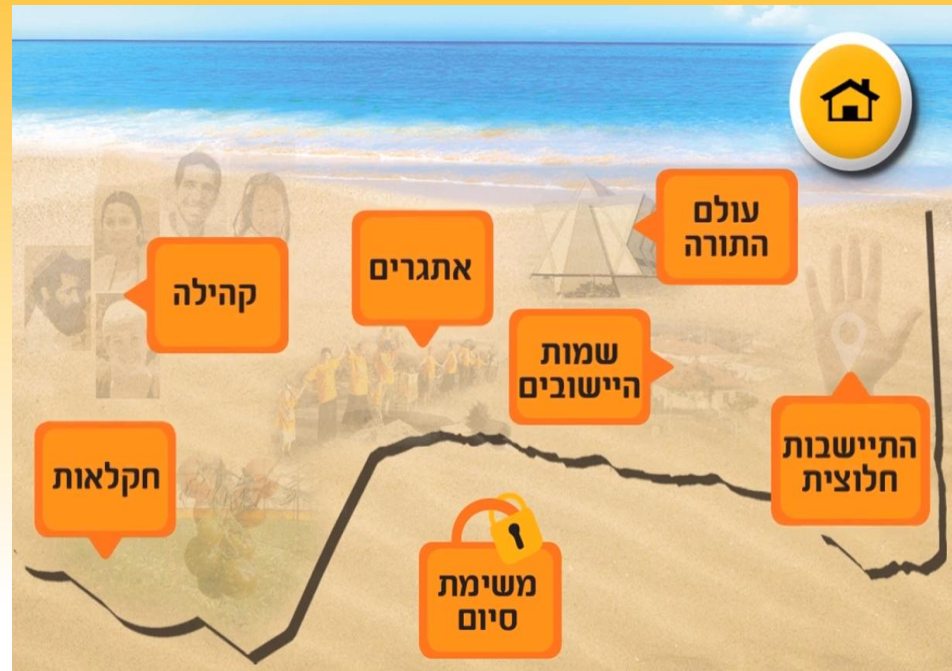 עולם
התורה
אתגרים
קהילה
שמות
היישובים
התיישבות
חלוצית
חקלאות
משימת
סיום